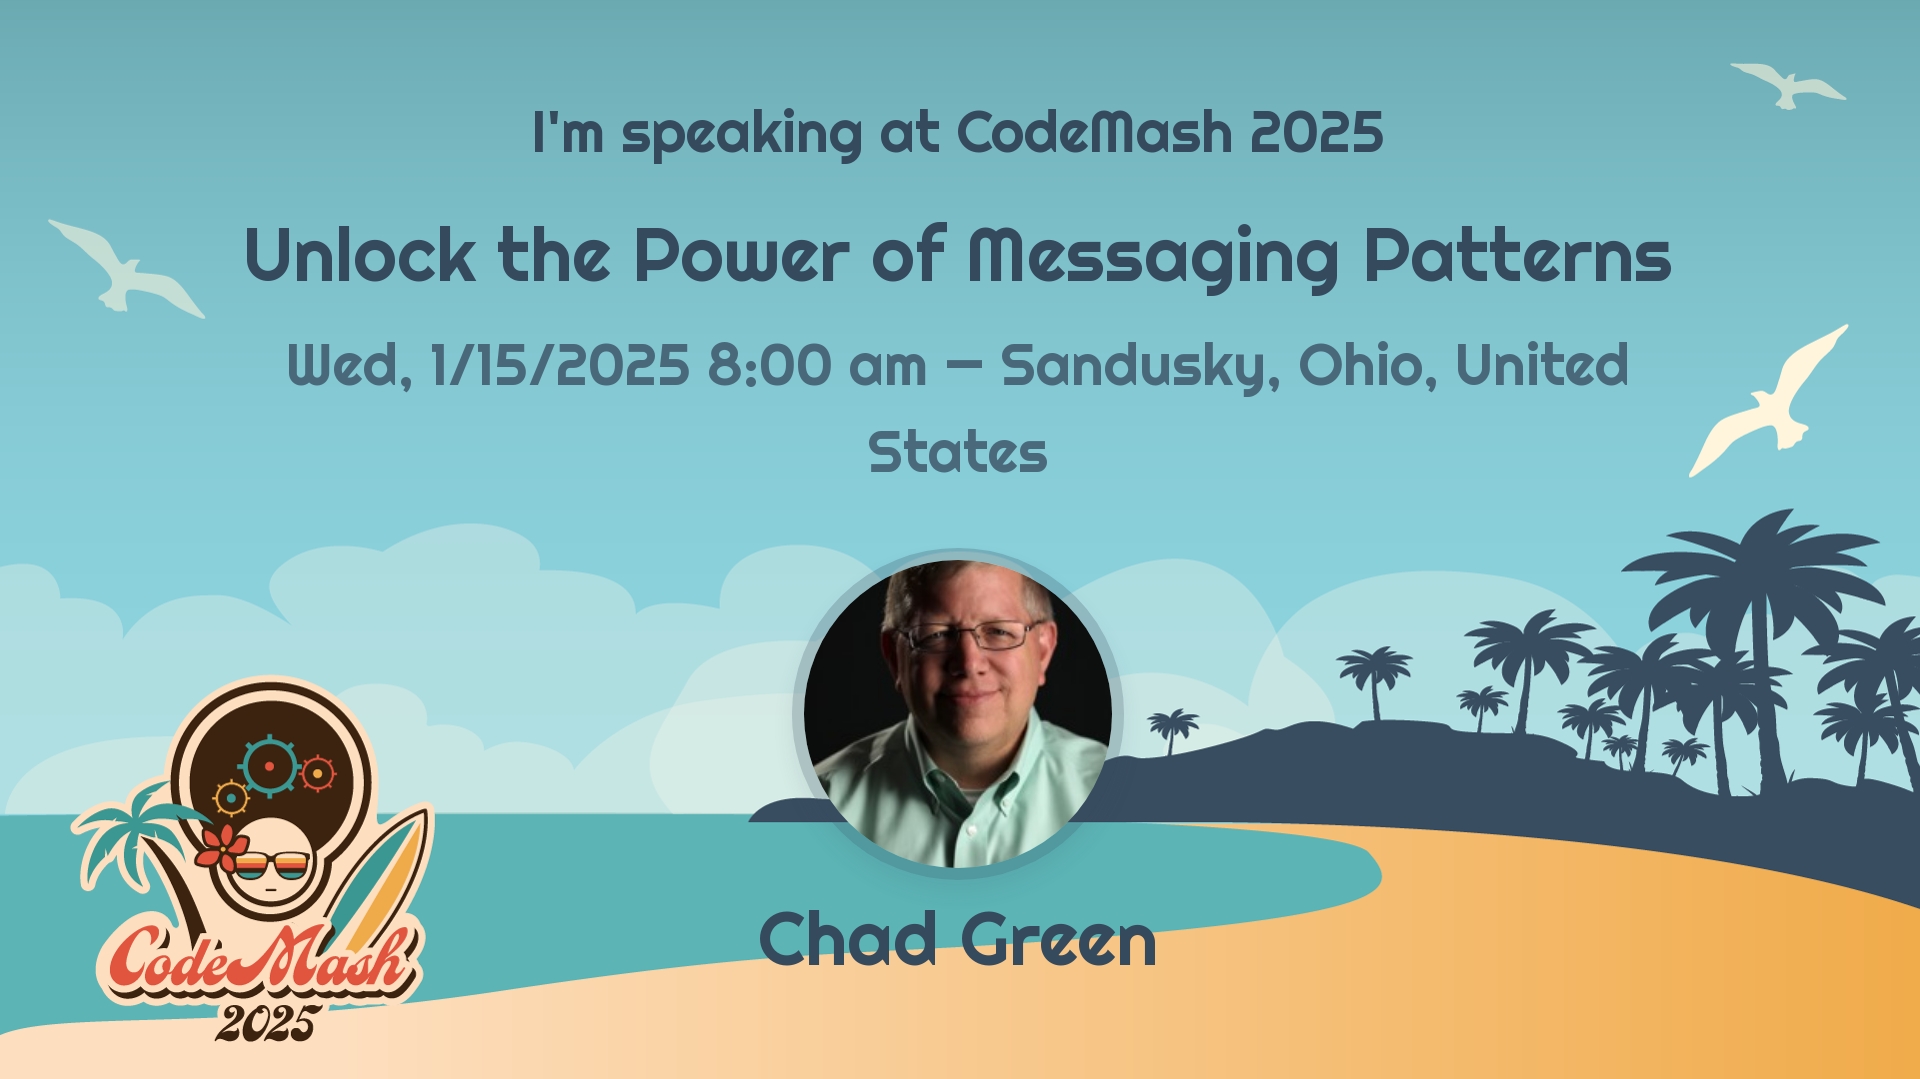 I'm speaking at CodeMash 2025
Unlock the Power of Messaging Patterns
Wed, 1/15/2025 8:00 am – Sandusky, Ohio, United
States
Chad Green
CodeMash
2025